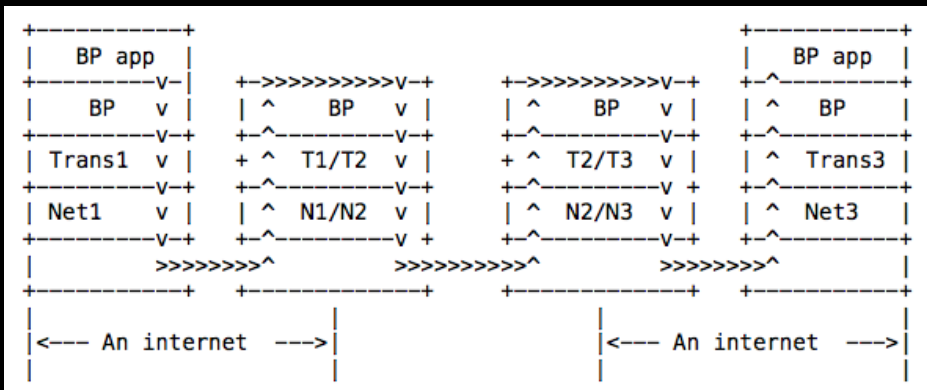 +-----------+                                         +-----------+
|   BP app  |                                         |   BP app  |
+---------v-|   +->>>>>>>>>>v-+     +->>>>>>>>>>v-+   +-^---------+
|   BP    v |   | ^    BP   v |     | ^    BP   v |   | ^   BP    |
+---------v-+   +-^---------v-+     +-^---------v-+   +-^---------+
| Trans1  v |   + ^  T1/T2  v |     + ^  T2/T3  v |   | ^  Trans3 |
+---------v-+   +-^---------v-+     +-^---------v +   +-^---------+
| Net1    v |   | ^  N1/N2  v |     | ^  N2/N3  v |   | ^  Net3   |
+---------v-+   +-^---------v +     +-^---------v-+   +-^---------+
|         >>>>>>>>^         >>>>>>>>>>^         >>>>>>>>^         |
+-----------+   +-------------+     +-------------+   +-----------+
|                      |                   |                      |
|<--- An internet  --->|                   |<--- An internet  --->|
|                      |                   |                      |